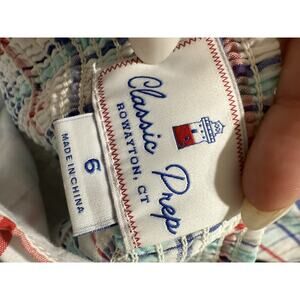 Classic Prep
ROWAYTON, CT
6
MADE IN CHINA